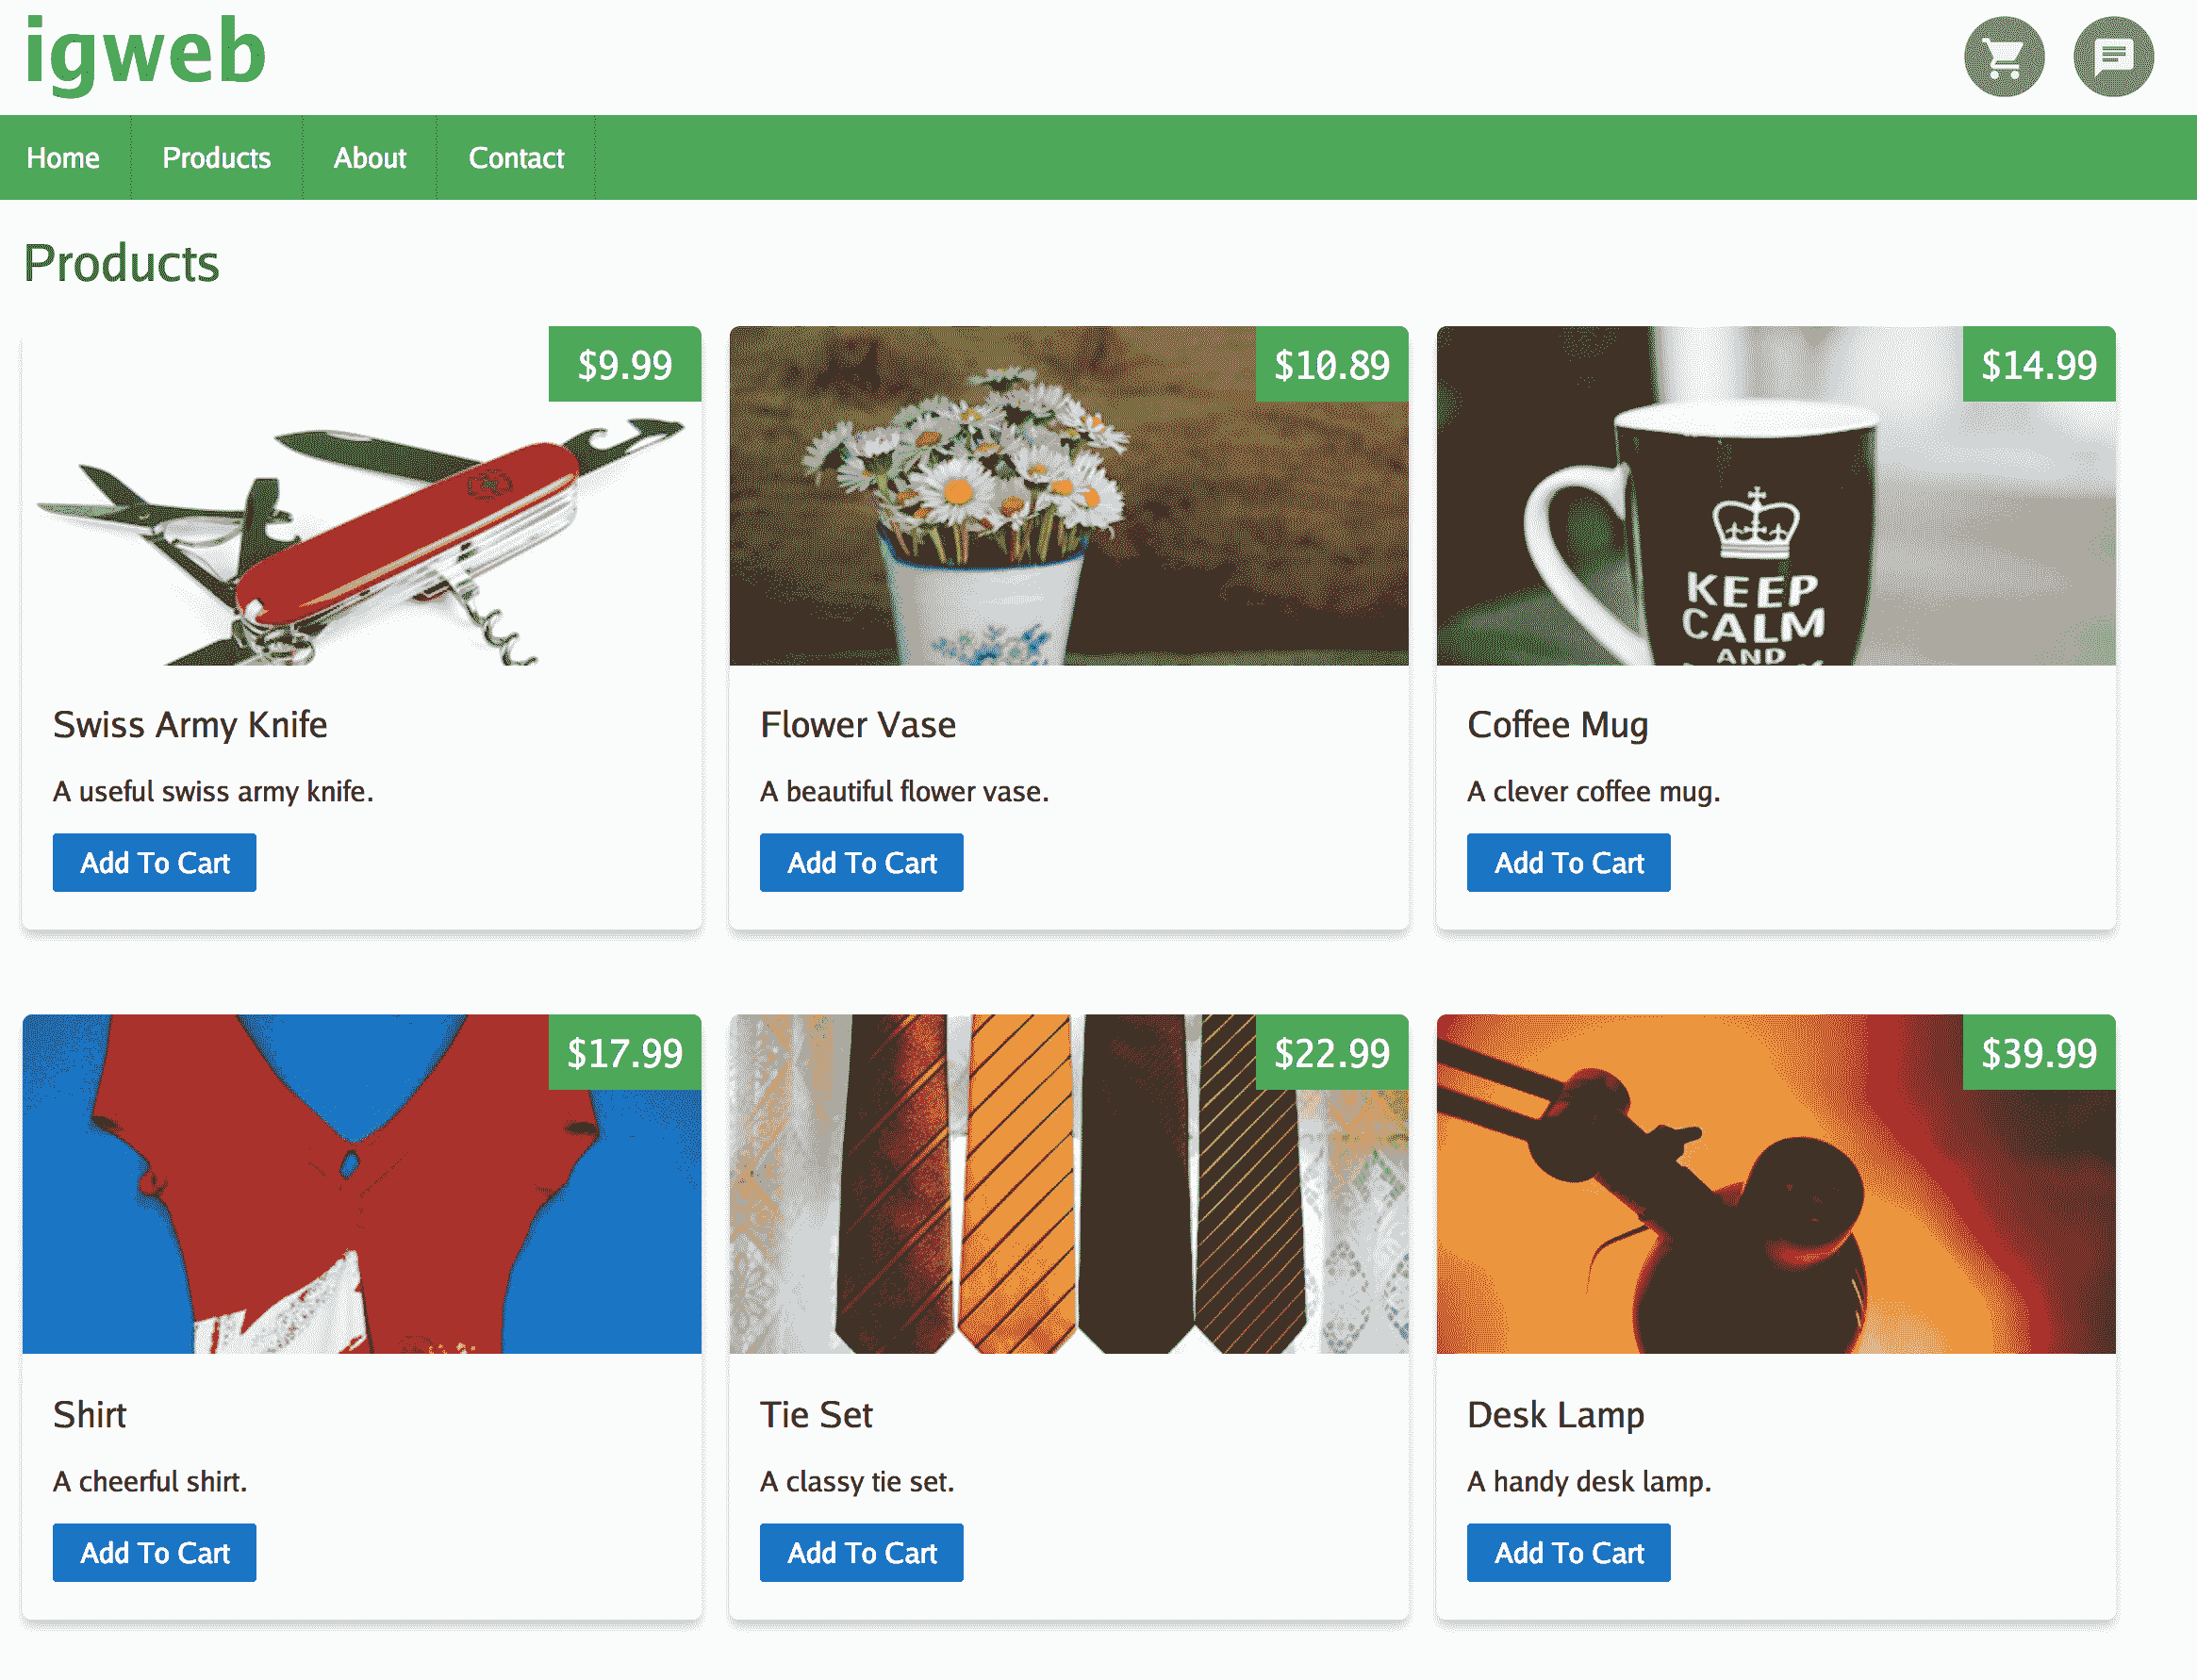 igweb
Home Products About Contact
Products
$9.99
$10.89
$14.99
KEEP
CALM
AND
Swiss Army Knife
Flower Vase
Coffee Mug
A useful swiss army knife.
A beautiful flower vase.
A clever coffee mug.
Add To Cart
Add To Cart
Add To Cart
$17.99
$22.99
$39.99
Shirt
Tie Set
Desk Lamp
A cheerful shirt.
A classy tie set.
A handy desk lamp.
Add To Cart
Add To Cart
Add To Cart